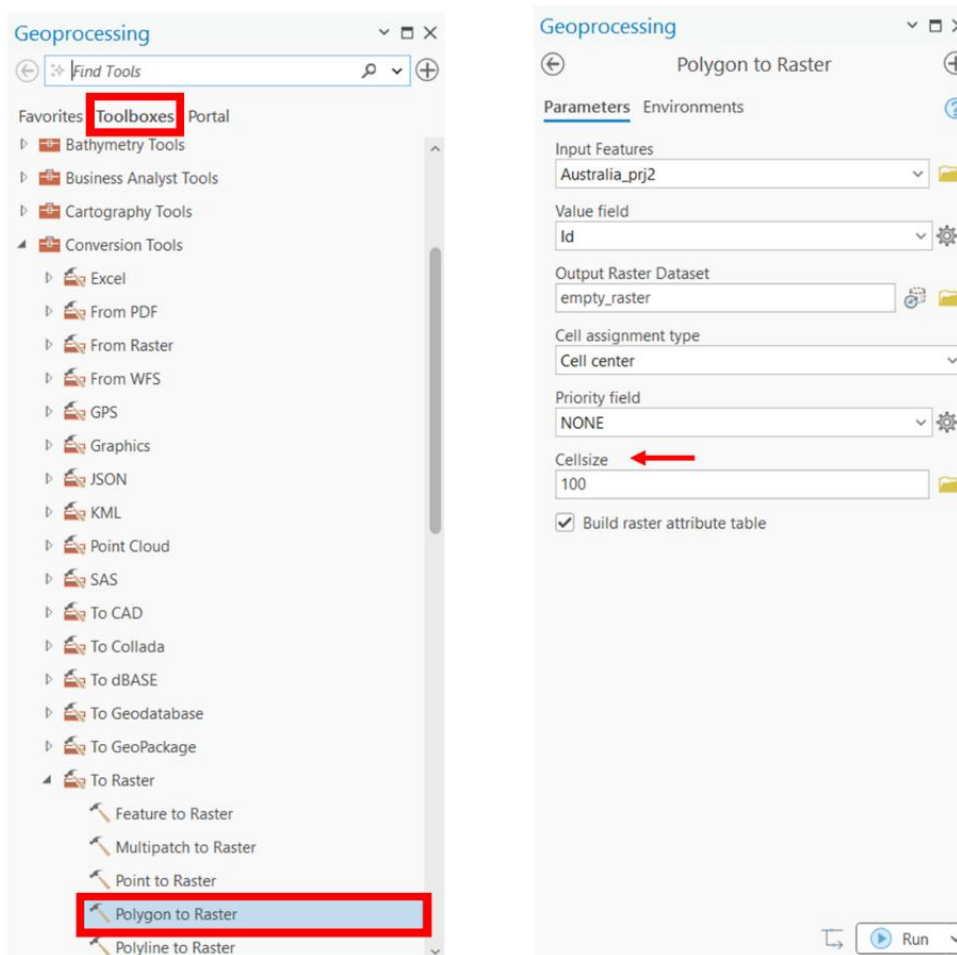 Geoprocessing
Find Tools
Favorites Toolboxes Portal
Bathymetry Tools
Business Analyst Tools
Cartography Tools
Conversion Tools
Excel
From PDF
From Raster
From WFS
GPS
Graphics
JSON
KML
Point Cloud
SAS
To CAD
To Collada
To dBASE
To Geodatabase
To GeoPackage
To Raster
Feature to Raster
Multipatch to Raster
Point to Raster
Polygon to Raster
Polyline to Raster
Geoprocessing
Polygon to Raster
Parameters Environments
Input Features
Australia_prj2
Value field
Id
Output Raster Dataset
empty_raster
Cell assignment type
Cell center
Priority field
NONE
Cellsize
100
Build raster attribute table
Run